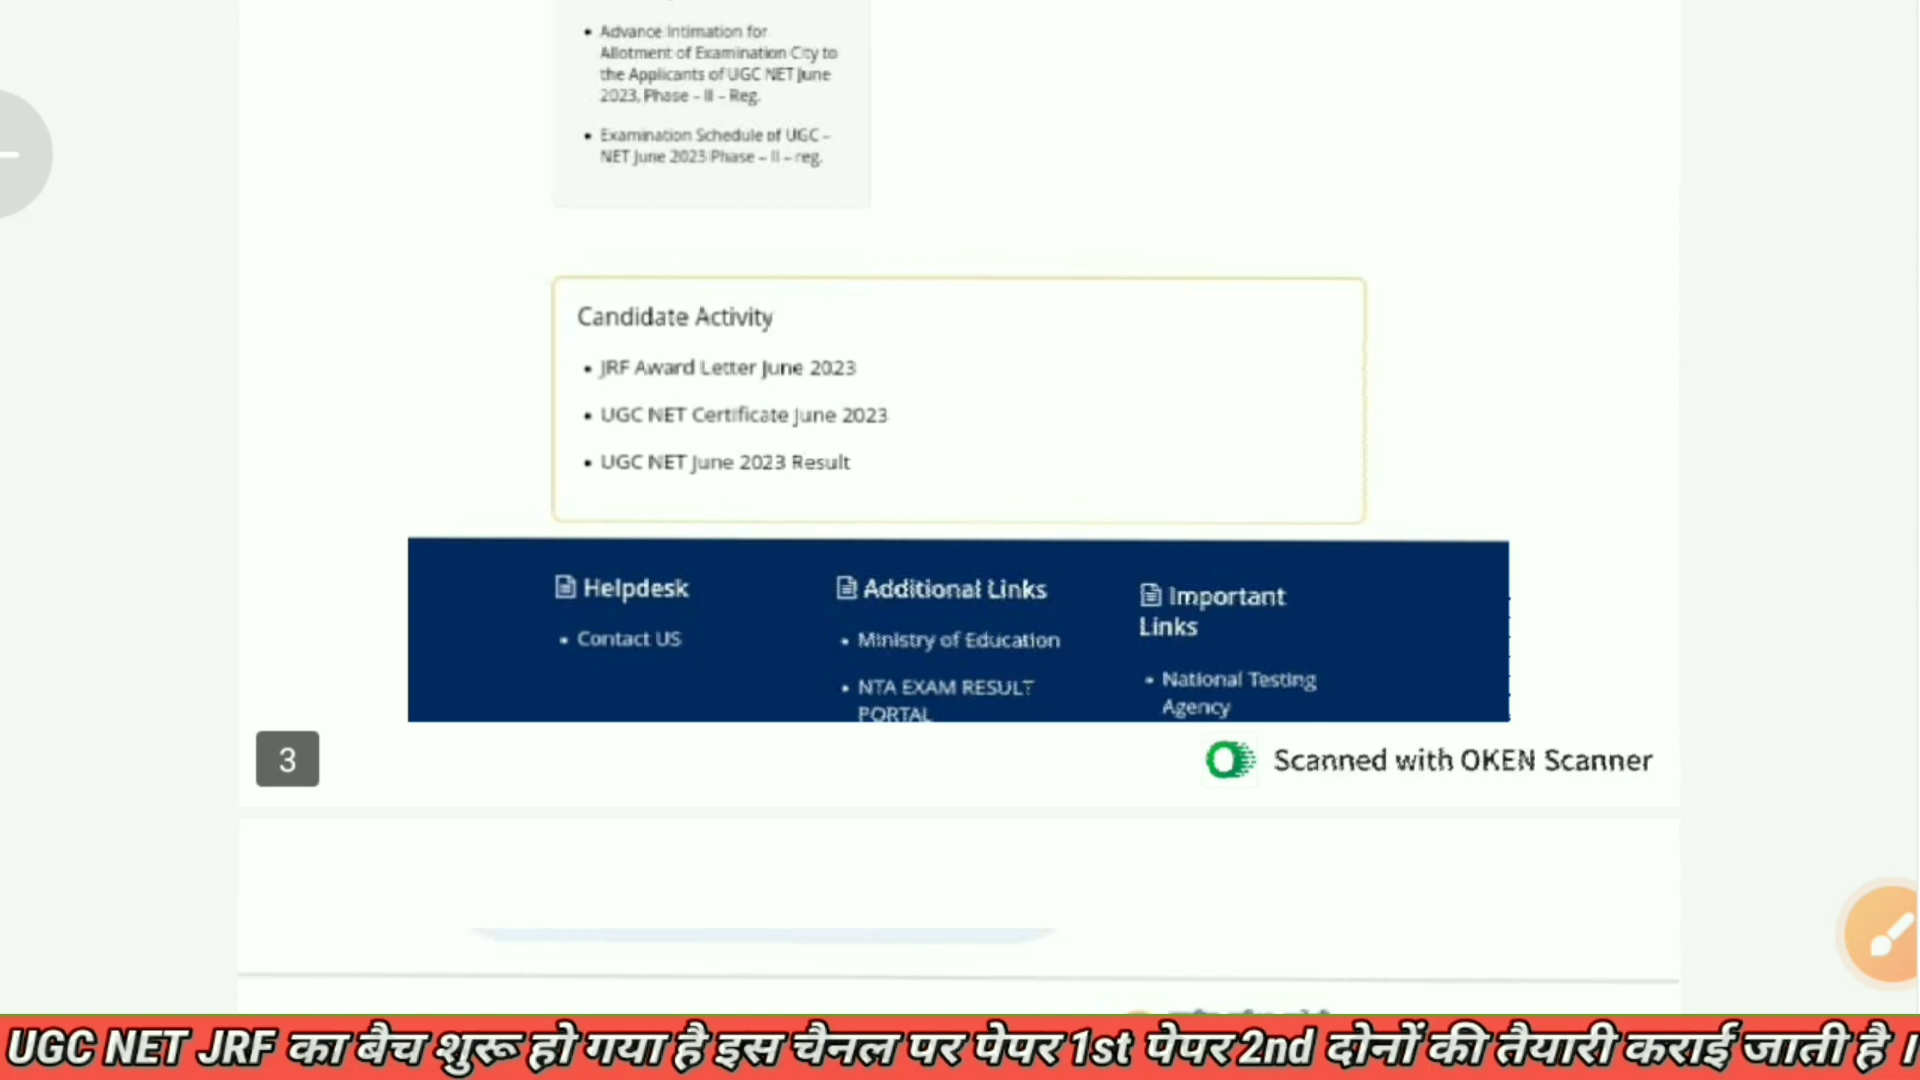 Advance Intimation for
Allotment of Examination City to
the Applicants of UGC NET June
2023, Phase – II – Reg.
Examination Schedule of UGC –
NET June 2023 Phase – II – reg.
Candidate Activity
JRF Award Letter June 2023
UGC NET Certificate June 2023
UGC NET June 2023 Result
Helpdesk
Contact US
Additional Links
Ministry of Education
NTA EXAM RESULT
PORTAL
Important
Links
National Testing
Agency
3
Scanned with OKEN Scanner
UGC NET JRF का बैच शुरू हो गया है इस चैनल पर पेपर 1st पेपर 2nd दोनों की तैयारी कराई जाती है ।